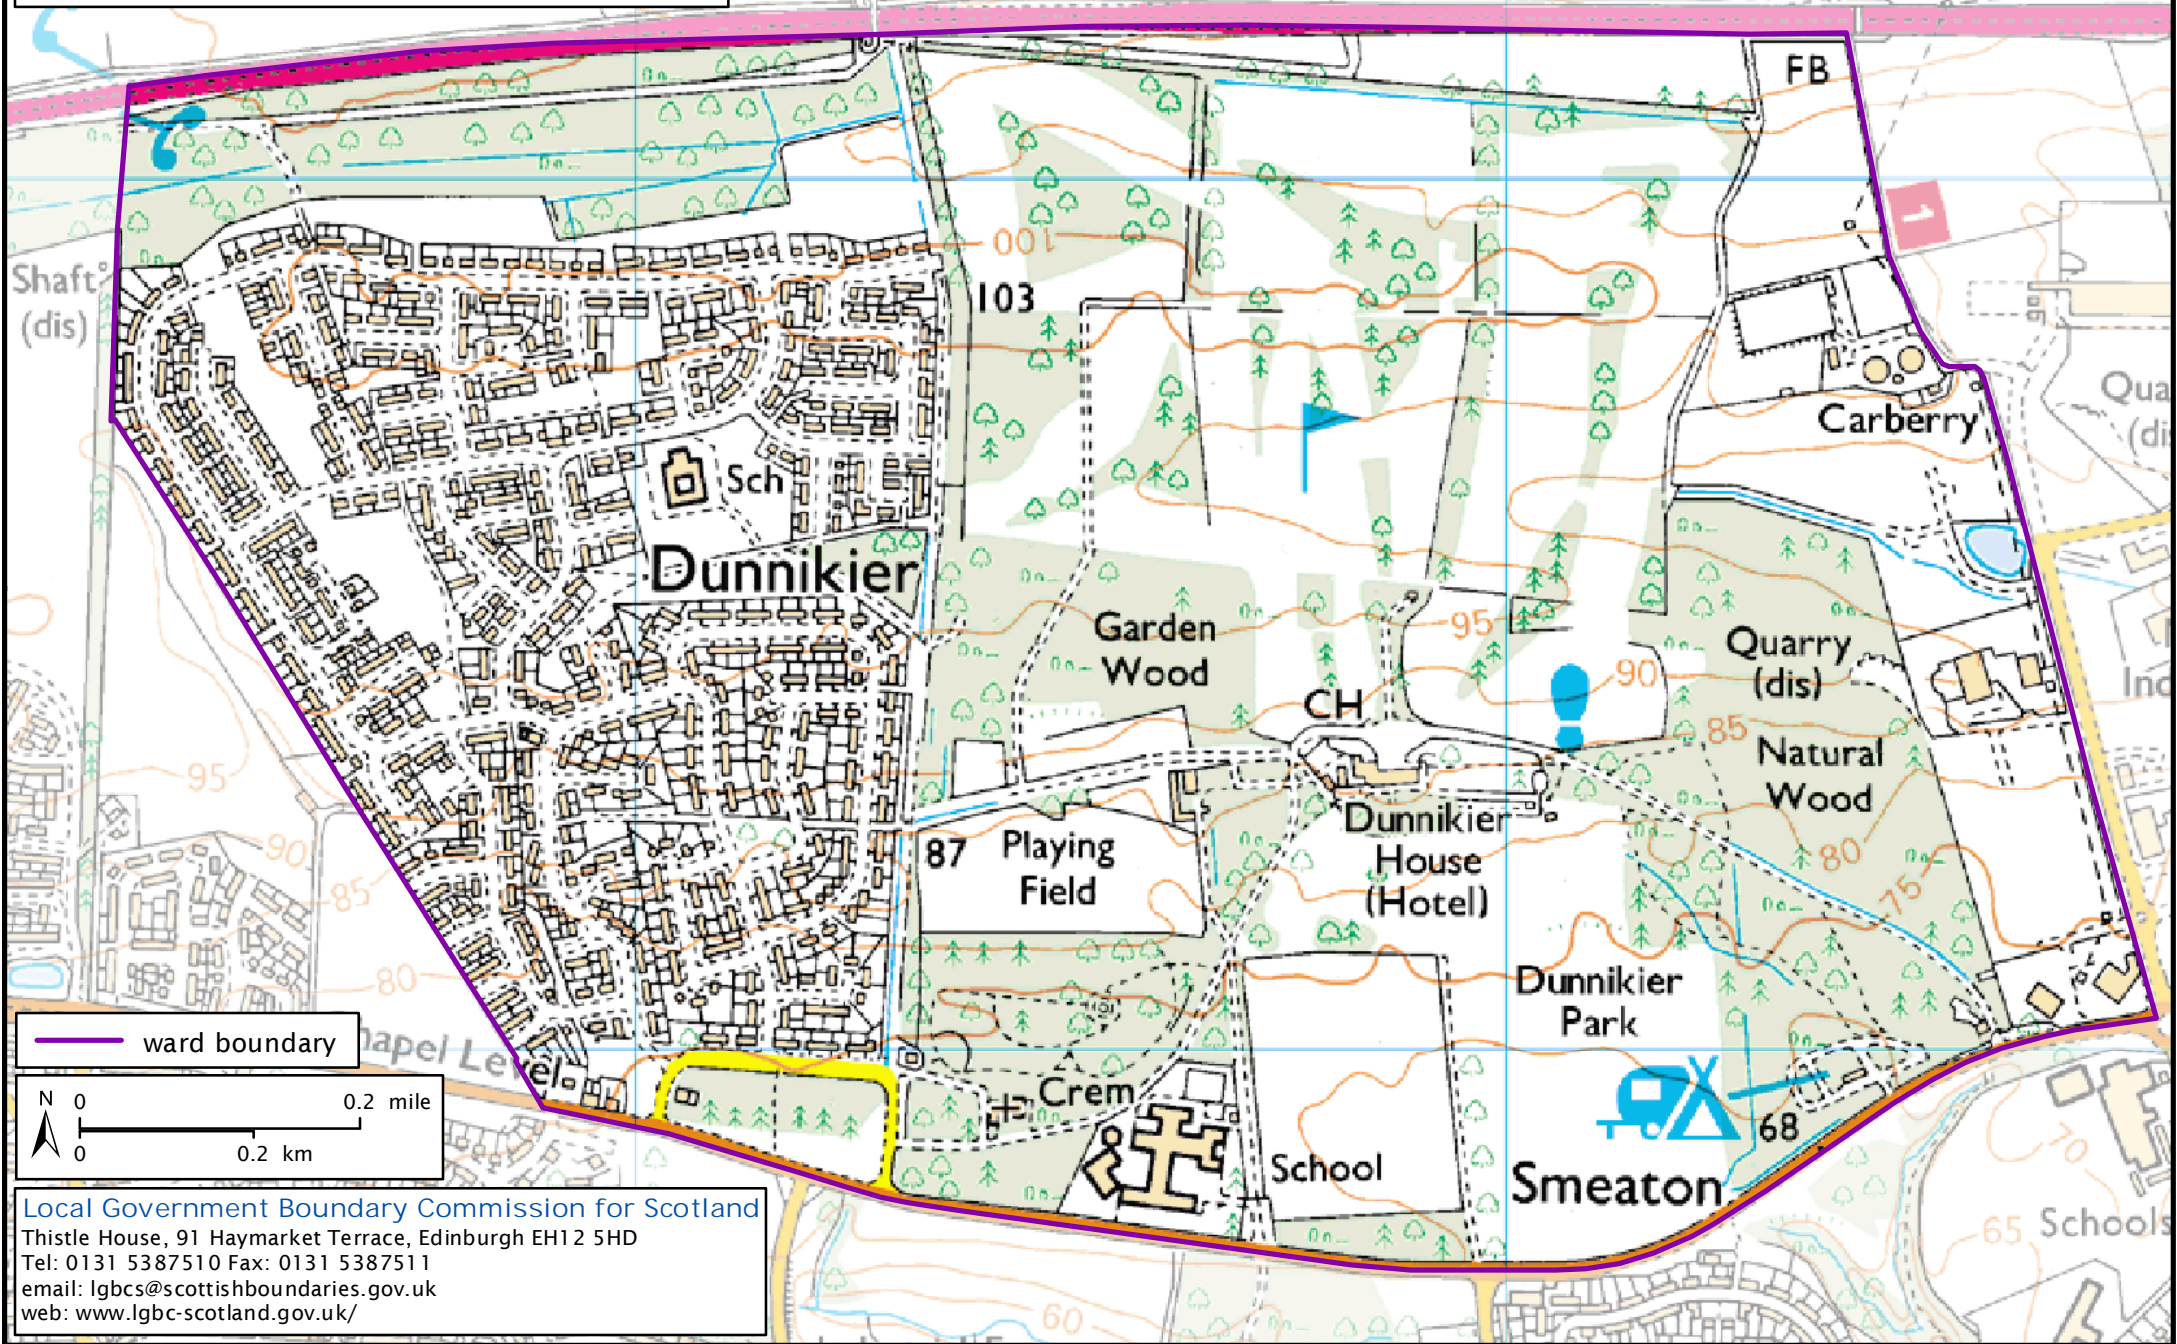 FB
1
Shaft
(dis)
100
103
Carberry
Sch
Dunnikier
Garden
Wood
95
Quarry
(dis)
90
CH
85
Natural
Wood
95
90
85
80
87
Playing
Field
Dunnikier
House
(Hotel)
80
75
Dunnikier
Park
Crem
68
School
Smeaton
70
65
Schools
60
ward boundary
N
0
0.2 mile
0
0.2 km
Local Government Boundary Commission for Scotland
Thistle House, 91 Haymarket Terrace, Edinburgh EH12 5HD
Tel: 0131 5387510 Fax: 0131 5387511
email: lgbcs@scottishboundaries.gov.uk
web: www.lgbc-scotland.gov.uk/